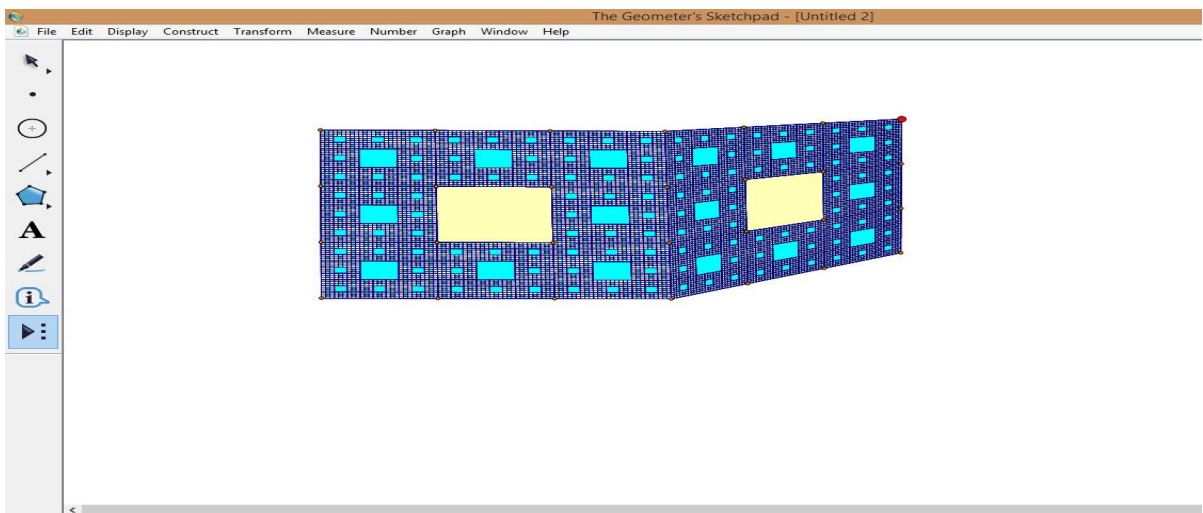 The Geometer's Sketchpad - [Untitled 2]
File Edit Display Construct Transform Measure Number Graph Window Help
A